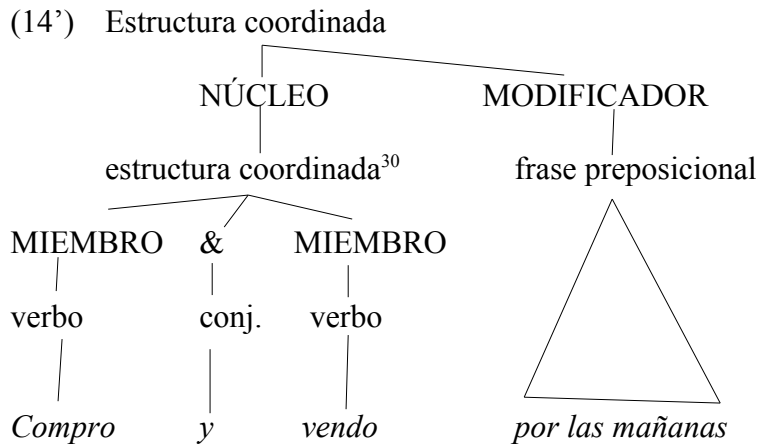 (14’) Estructura coordinada
NÚCLEO MODIFICADOR
estructura coordinada³⁰ frase preposicional
MIEMBRO & MIEMBRO
verbo conj. verbo
Compro y vendo por las mañanas